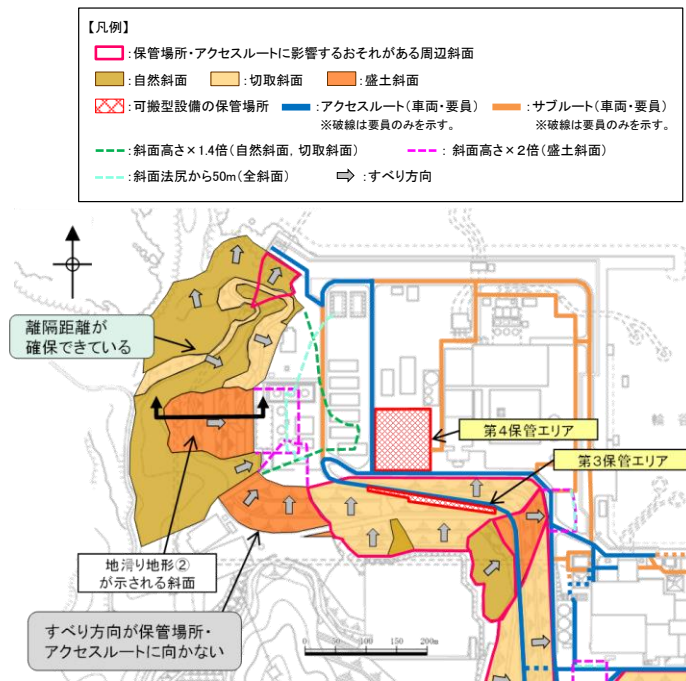 【凡例】
:保管場所・アクセスルートに影響するおそれがある周辺斜面
:自然斜面 :切取斜面 :盛土斜面
:可搬型設備の保管場所 :アクセスルート(車両・要員) :サブルート(車両・要員)
※破線は要員のみを示す。 ※破線は要員のみを示す。
:斜面高さ×1.4倍(自然斜面,切取斜面) :斜面高さ×2倍(盛土斜面)
:斜面法尻から50m(全斜面) :すべり方向
離隔距離が
確保できている
輪谷
第4保管エリア
第3保管エリア
地滑り地形②
が示される斜面
すべり方向が保管場所・
アクセスルートに向かない
0 50 100 200m